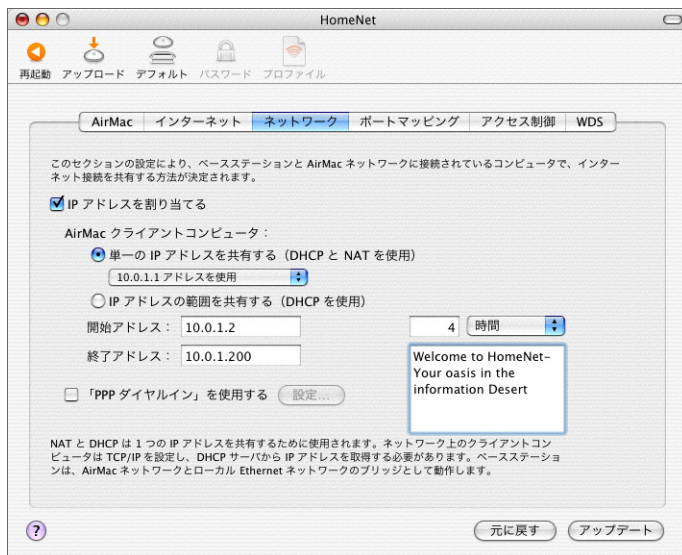 HomeNet
再起動 アップロード デフォルト パスワード プロファイル
AirMac インターネット ネットワーク ポートマッピング アクセス制御 WDS
このセクションの設定により、ベースステーションと AirMac ネットワークに接続されているコンピュータで、インター
ネット接続を共有する方法が決定されます。
IP アドレスを割り当てる
AirMac クライアントコンピュータ：
単一の IP アドレスを共有する（DHCP と NAT を使用）
10.0.1.1 アドレスを使用
IP アドレスの範囲を共有する（DHCP を使用）
開始アドレス： 10.0.1.2 4 時間
終了アドレス： 10.0.1.200
Welcome to HomeNet-
Your oasis in the
information Desert
「PPP ダイヤルイン」を使用する 設定...
NAT と DHCP は 1 つの IP アドレスを共有するために使用されます。ネットワーク上のクライアントコン
ピュータは TCP/IP を設定し、DHCP サーバから IP アドレスを取得する必要があります。ベースステーショ
ンは、AirMac ネットワークとローカル Ethernet ネットワークのブリッジとして動作します。
? 元に戻す アップデート